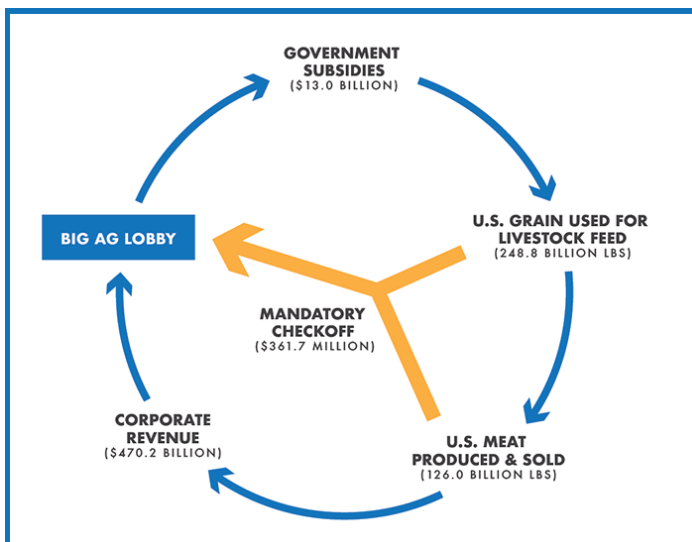 GOVERNMENT
SUBSIDIES
($13.0 BILLION)
BIG AG LOBBY
U.S. GRAIN USED FOR
LIVESTOCK FEED
(248.8 BILLION LBS)
MANDATORY
CHECKOFF
($361.7 MILLION)
CORPORATE
REVENUE
($470.2 BILLION)
U.S. MEAT
PRODUCED & SOLD
(126.0 BILLION LBS)